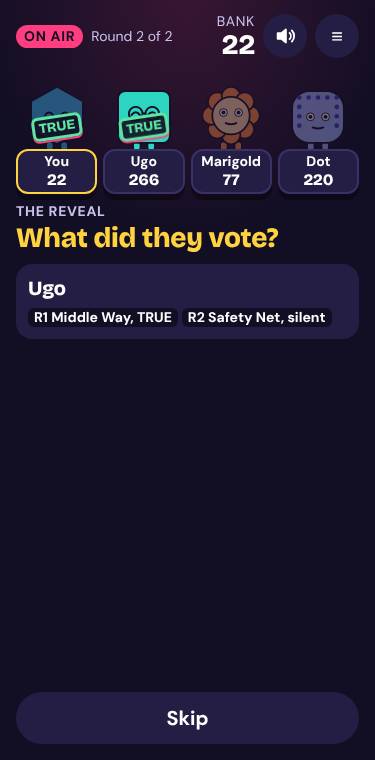 ON AIR Round 2 of 2
BANK
22
TRUE
TRUE
You
22
Ugo
266
Marigold
77
Dot
220
THE REVEAL
What did they vote?
Ugo
R1 Middle Way, TRUE R2 Safety Net, silent
Skip